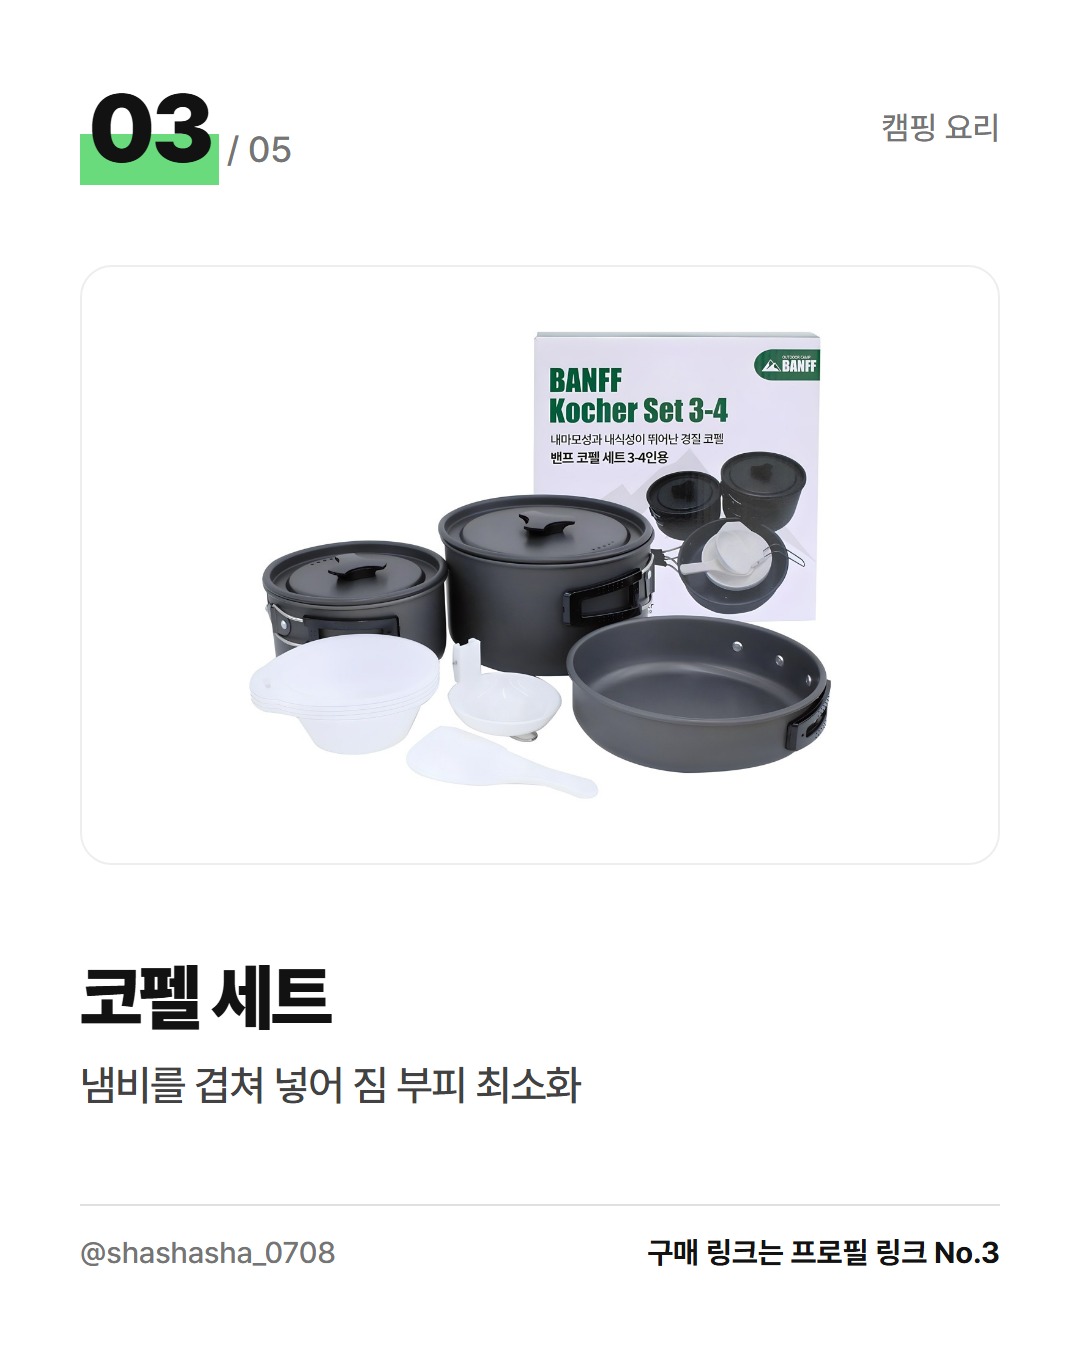 03 / 05
캠핑 요리
OUTDOOR CAMP
BANFF
BANFF
Kocher Set 3-4
내마모성과 내식성이 뛰어난 경질 코펠
밴프 코펠 세트 3-4인용
코펠 세트
냄비를 겹쳐 넣어 짐 부피 최소화
@shashasha_0708
구매 링크는 프로필 링크 No.3